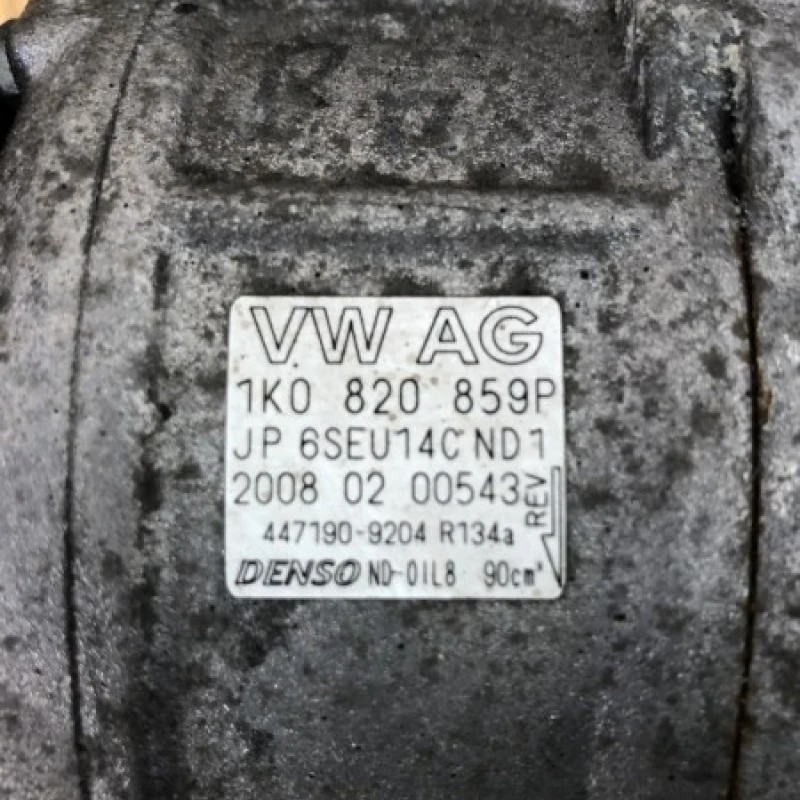 VW AG
1K0 820 859P
JP 6SEU14C ND1
2008 02 00543
REV
447190-9204 R134a
DENSO ND-OIL8 90cm³